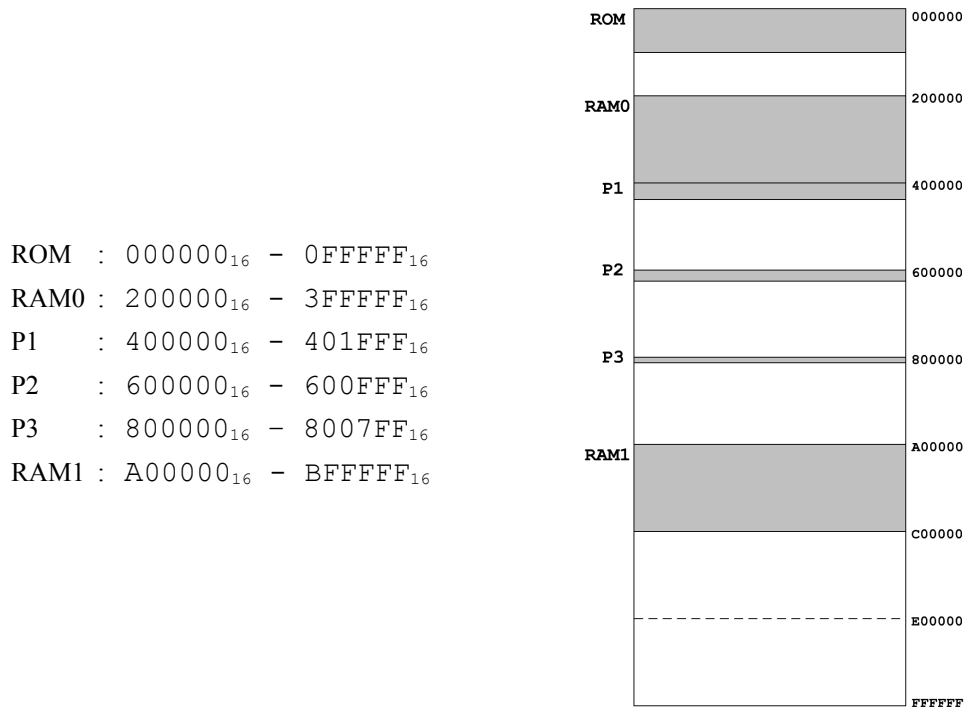 ROM : 000000₁₆ – 0FFFFF₁₆
RAM0 : 200000₁₆ – 3FFFFF₁₆
P1 : 400000₁₆ – 401FFF₁₆
P2 : 600000₁₆ – 600FFF₁₆
P3 : 800000₁₆ – 8007FF₁₆
RAM1 : A00000₁₆ – BFFFFF₁₆
ROM 000000
RAM0 200000
P1 400000
P2 600000
P3 800000
RAM1 A00000
C00000
E00000
FFFFFF